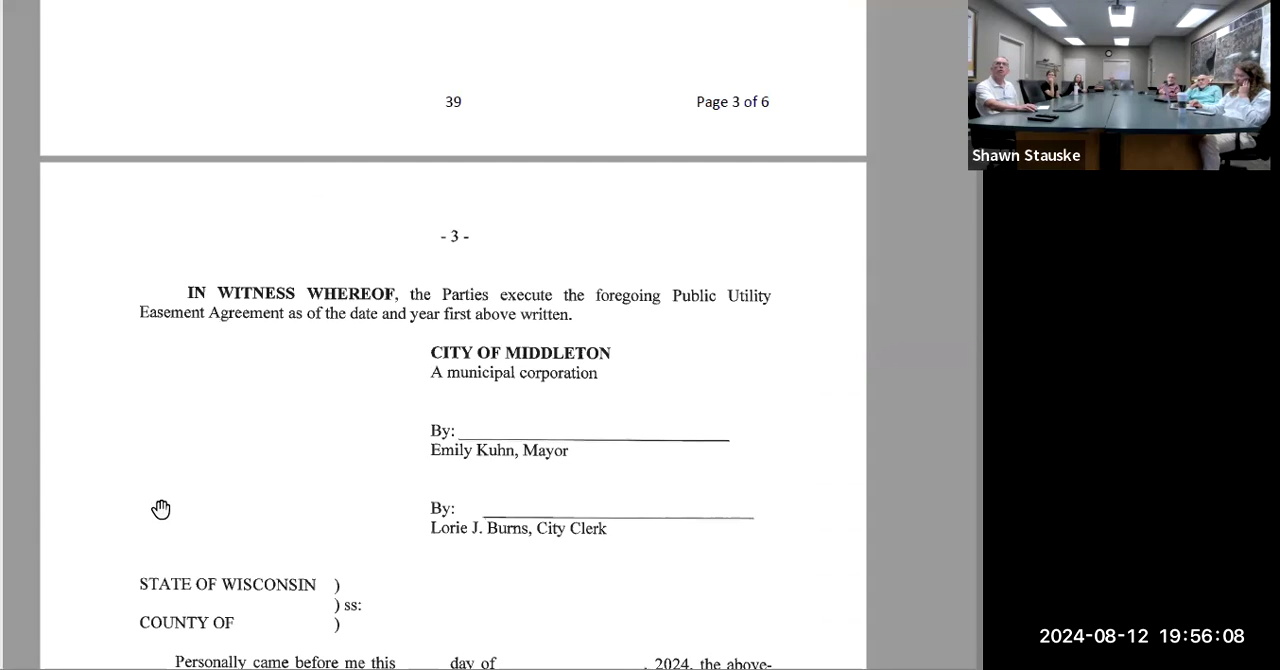 39
Page 3 of 6
- 3 -
IN WITNESS WHEREOF, the Parties execute the foregoing Public Utility
Easement Agreement as of the date and year first above written.
CITY OF MIDDLETON
A municipal corporation
By:
Emily Kuhn, Mayor
By:
Lorie J. Burns, City Clerk
STATE OF WISCONSIN )
) ss:
COUNTY OF )
Personally came before me this ____ day of ____________, 2024, the above-
Shawn Stauske
2024-08-12 19:56:08